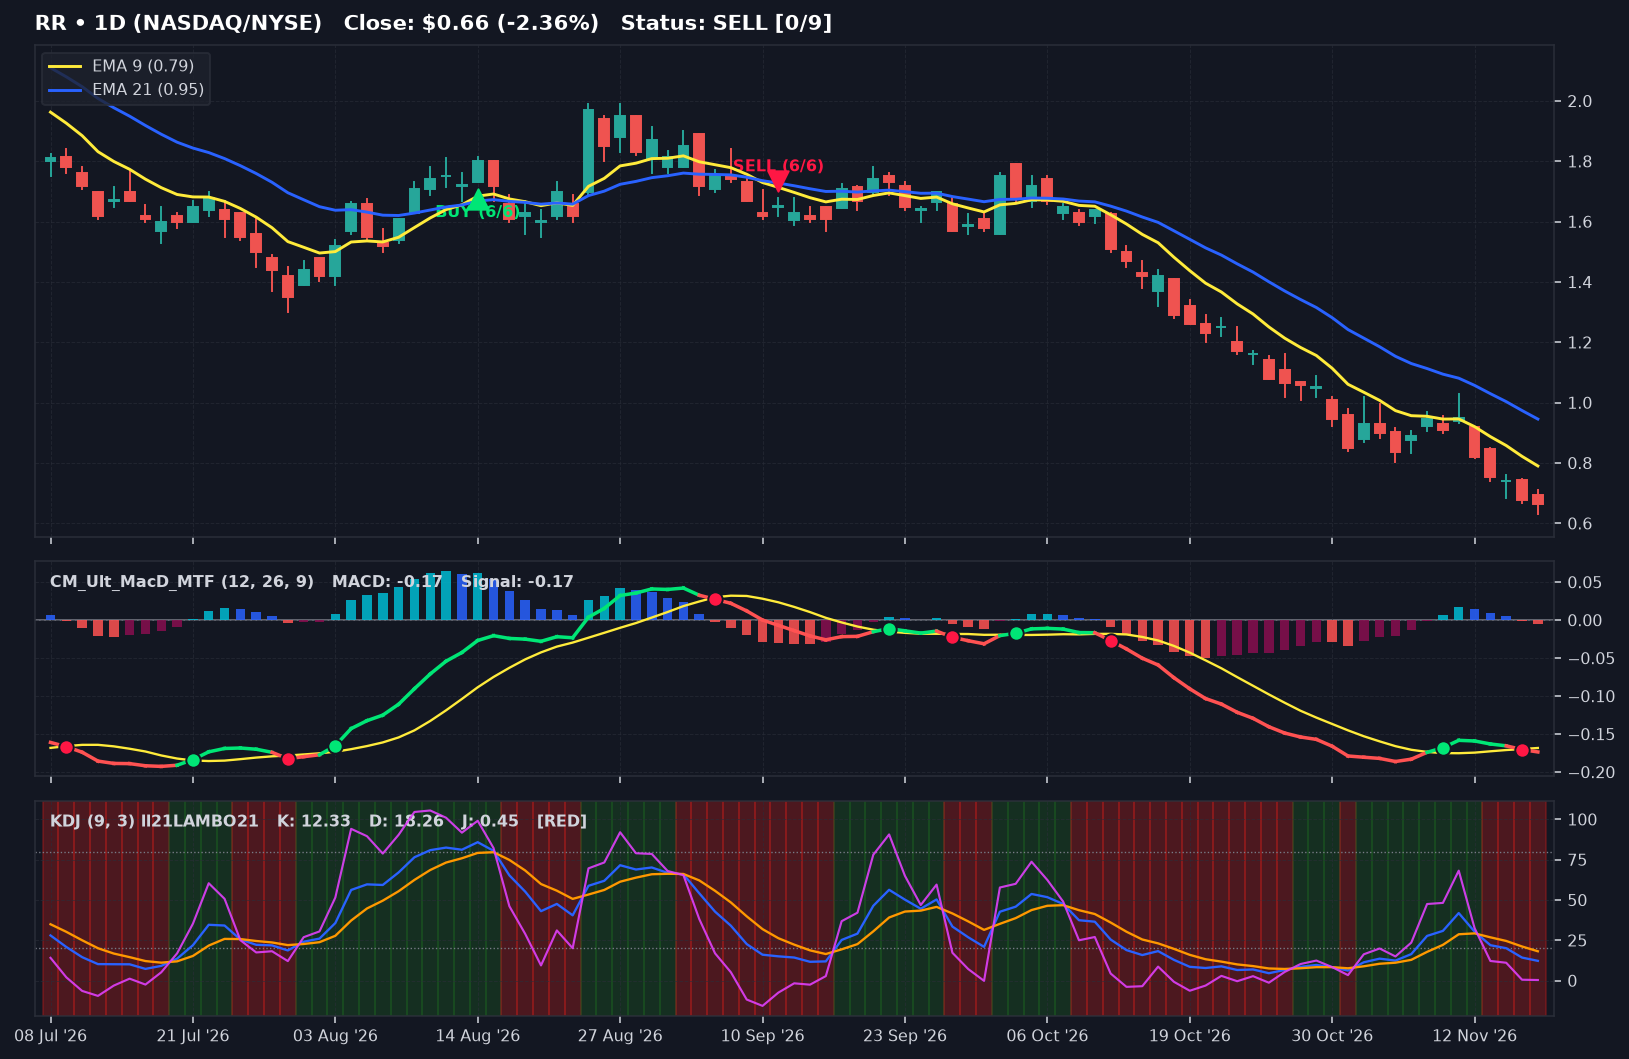 RR • 1D (NASDAQ/NYSE) Close: $0.66 (-2.36%) Status: SELL [0/9]
EMA 9 (0.79)
EMA 21 (0.95)
SELL (6/6)
BUY (6/6)
2.0
1.8
1.6
1.4
1.2
1.0
0.8
0.6
CM_Ult_MacD_MTF (12, 26, 9) MACD: -0.17 Signal: -0.17
0.05
0.00
−0.05
−0.10
−0.15
−0.20
KDJ (9, 3) II21LAMBO21 K: 12.33 D: 18.26 J: 0.45 [RED]
100
75
50
25
0
08 Jul '26 21 Jul '26 03 Aug '26 14 Aug '26 27 Aug '26 10 Sep '26 23 Sep '26 06 Oct '26 19 Oct '26 30 Oct '26 12 Nov '26